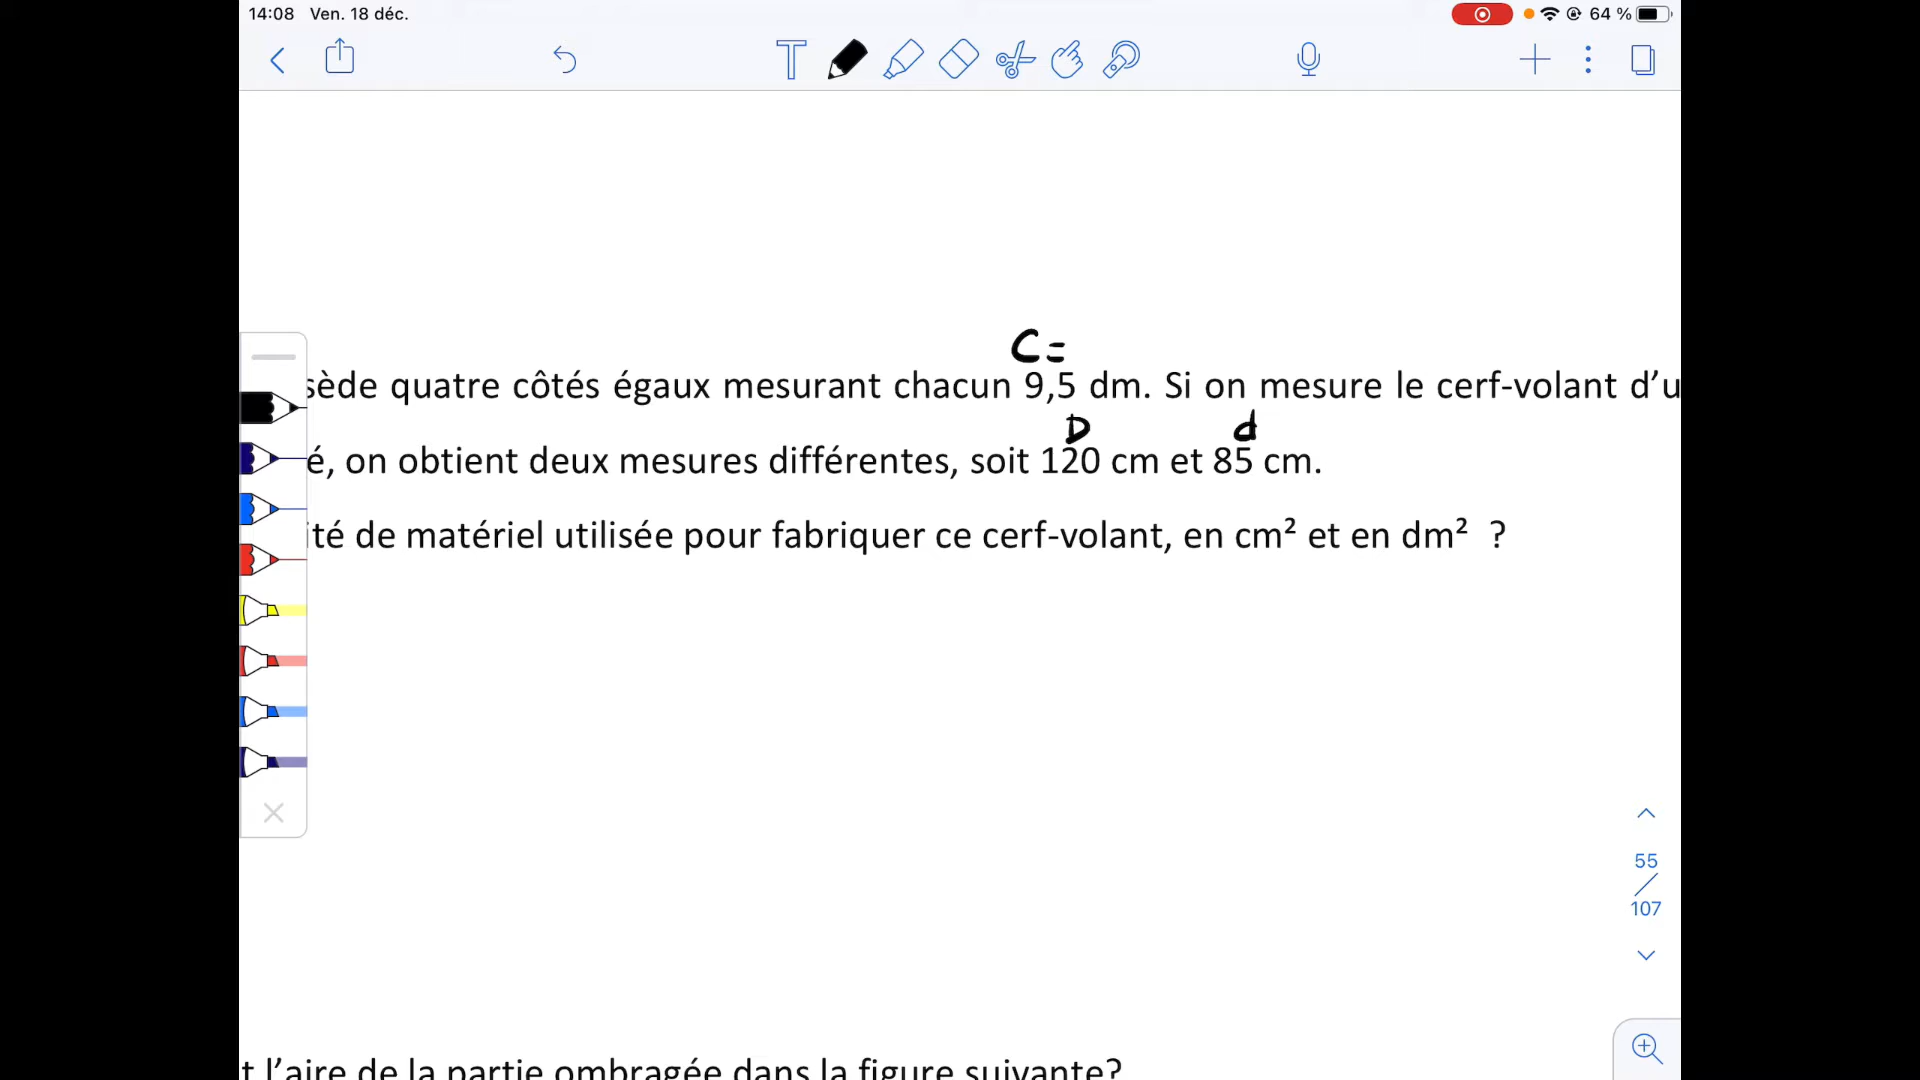 14:08 Ven. 18 déc. 64 %
T
C=
sède quatre côtés égaux mesurant chacun 9,5 dm. Si on mesure le cerf-volant d’u
D d
é, on obtient deux mesures différentes, soit 120 cm et 85 cm.
ité de matériel utilisée pour fabriquer ce cerf-volant, en cm² et en dm² ?
55
107
t l’aire de la partie ombragée dans la figure suivante?